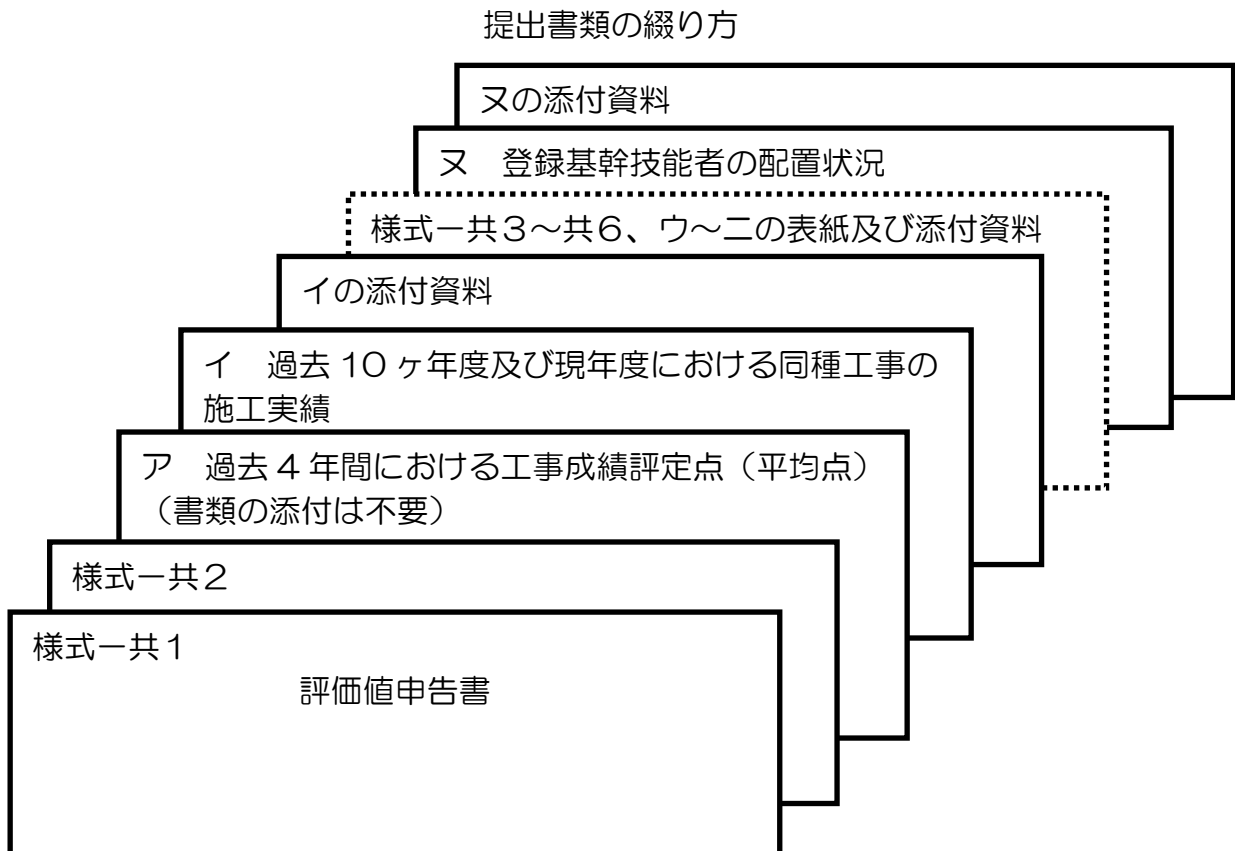 提出書類の綴り方
ヌの添付資料
ヌ　登録基幹技能者の配置状況
様式－共３～共６、ウ～ニの表紙及び添付資料
イの添付資料
イ　過去 10 ヶ年度及び現年度における同種工事の
施工実績
ア　過去 4 年間における工事成績評定点（平均点）
（書類の添付は不要）
様式－共２
様式－共１
評価値申告書